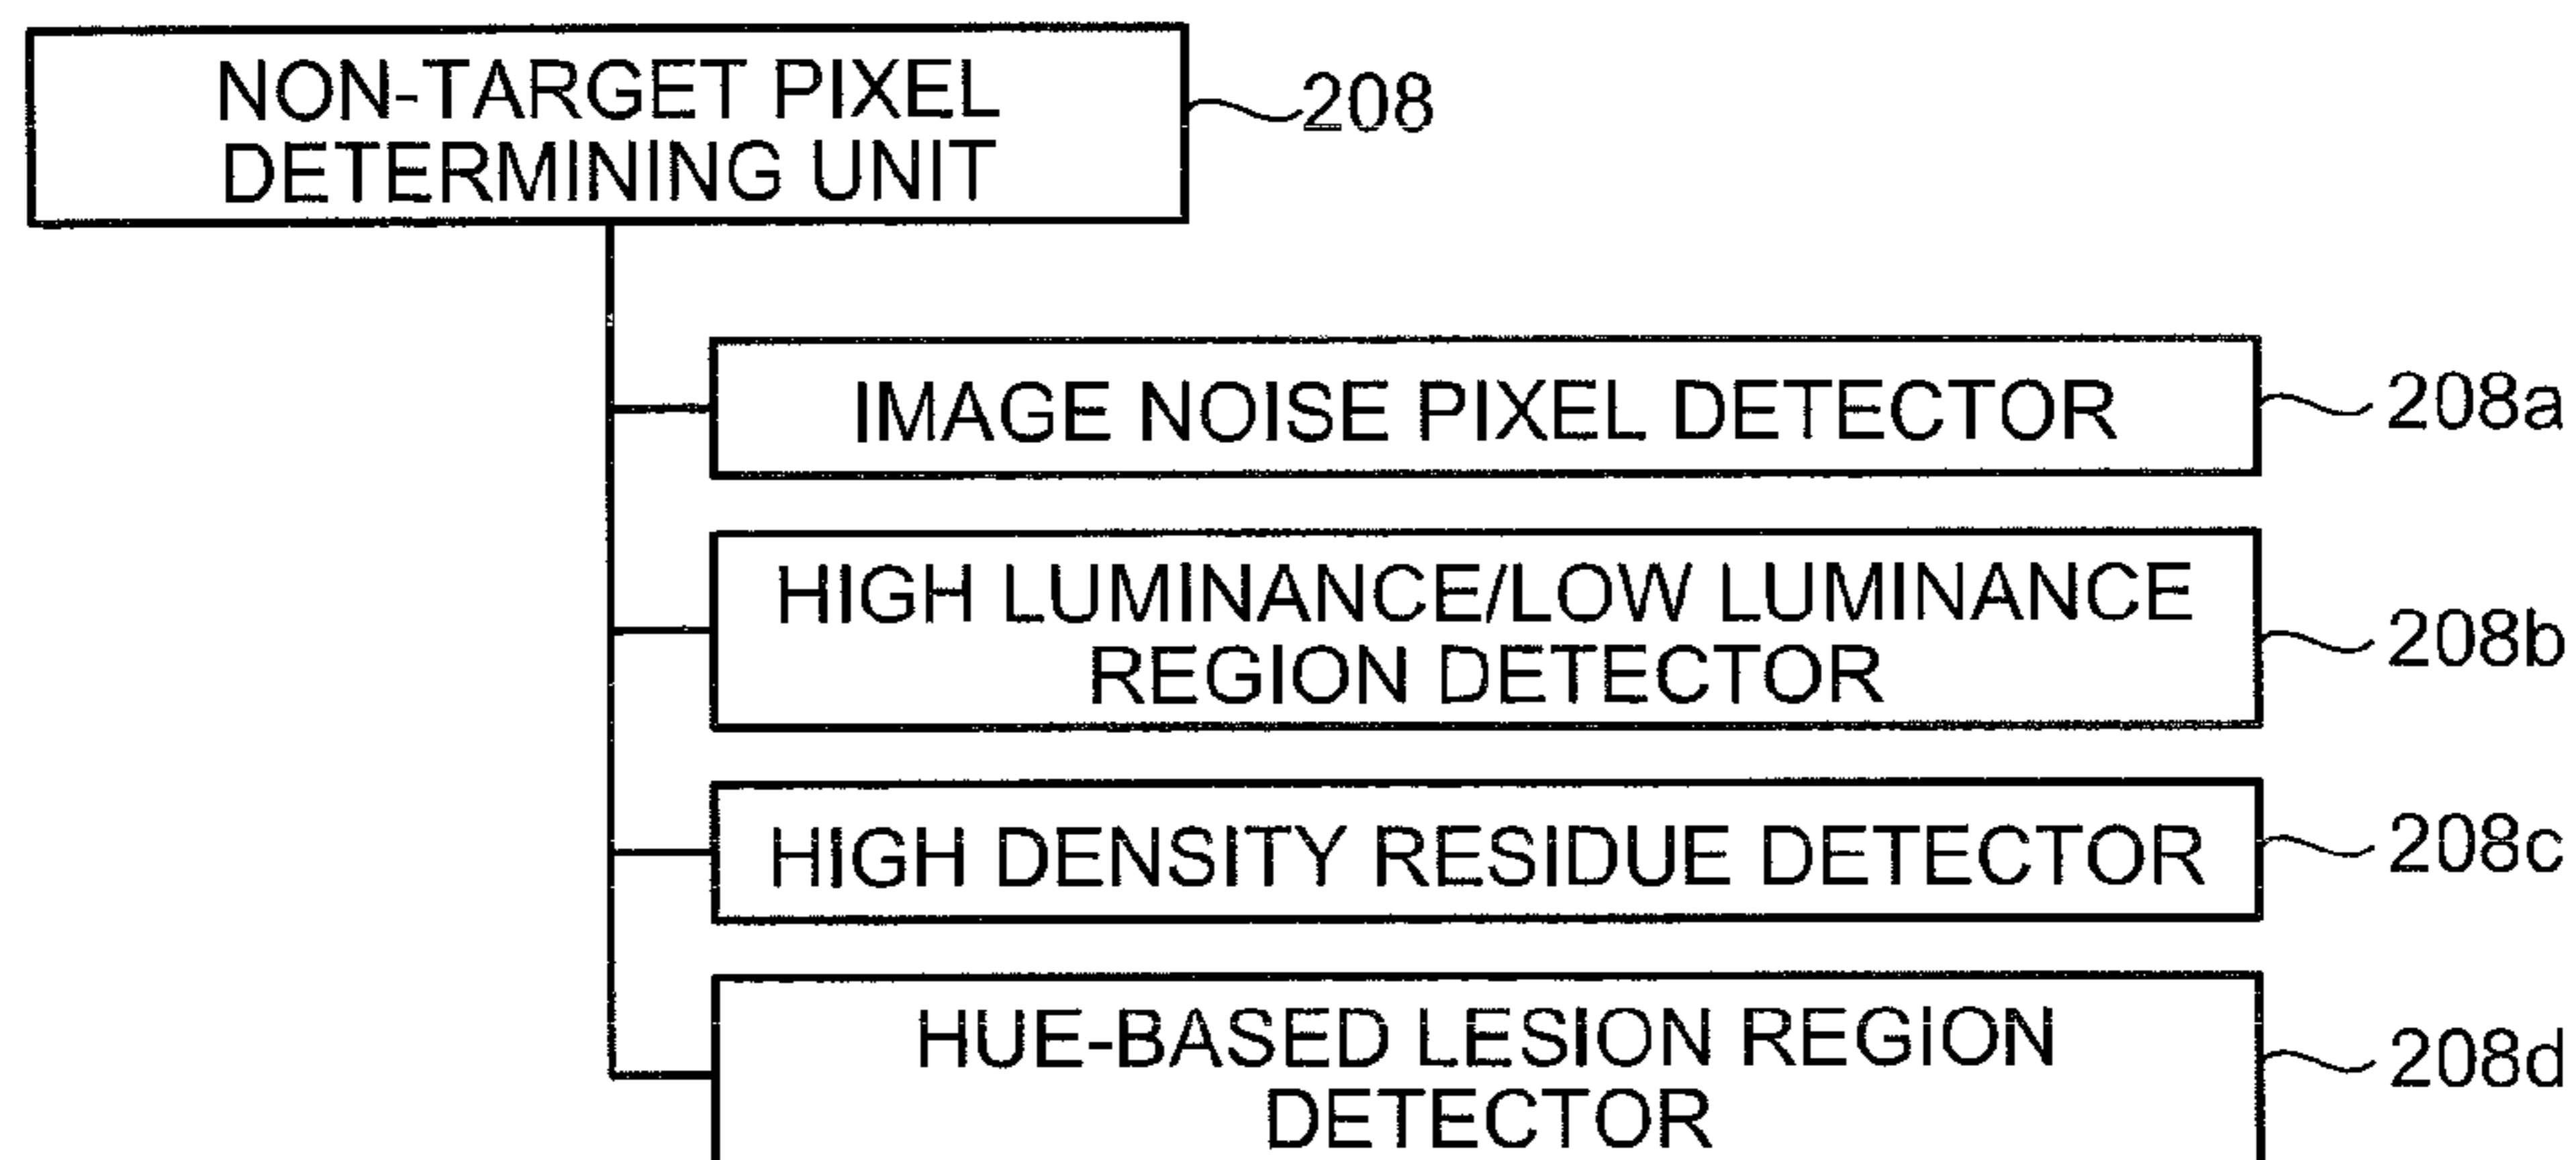 NON-TARGET PIXEL
DETERMINING UNIT
208
IMAGE NOISE PIXEL DETECTOR
208a
HIGH LUMINANCE/LOW LUMINANCE
REGION DETECTOR
208b
HIGH DENSITY RESIDUE DETECTOR
208c
HUE-BASED LESION REGION
DETECTOR
208d